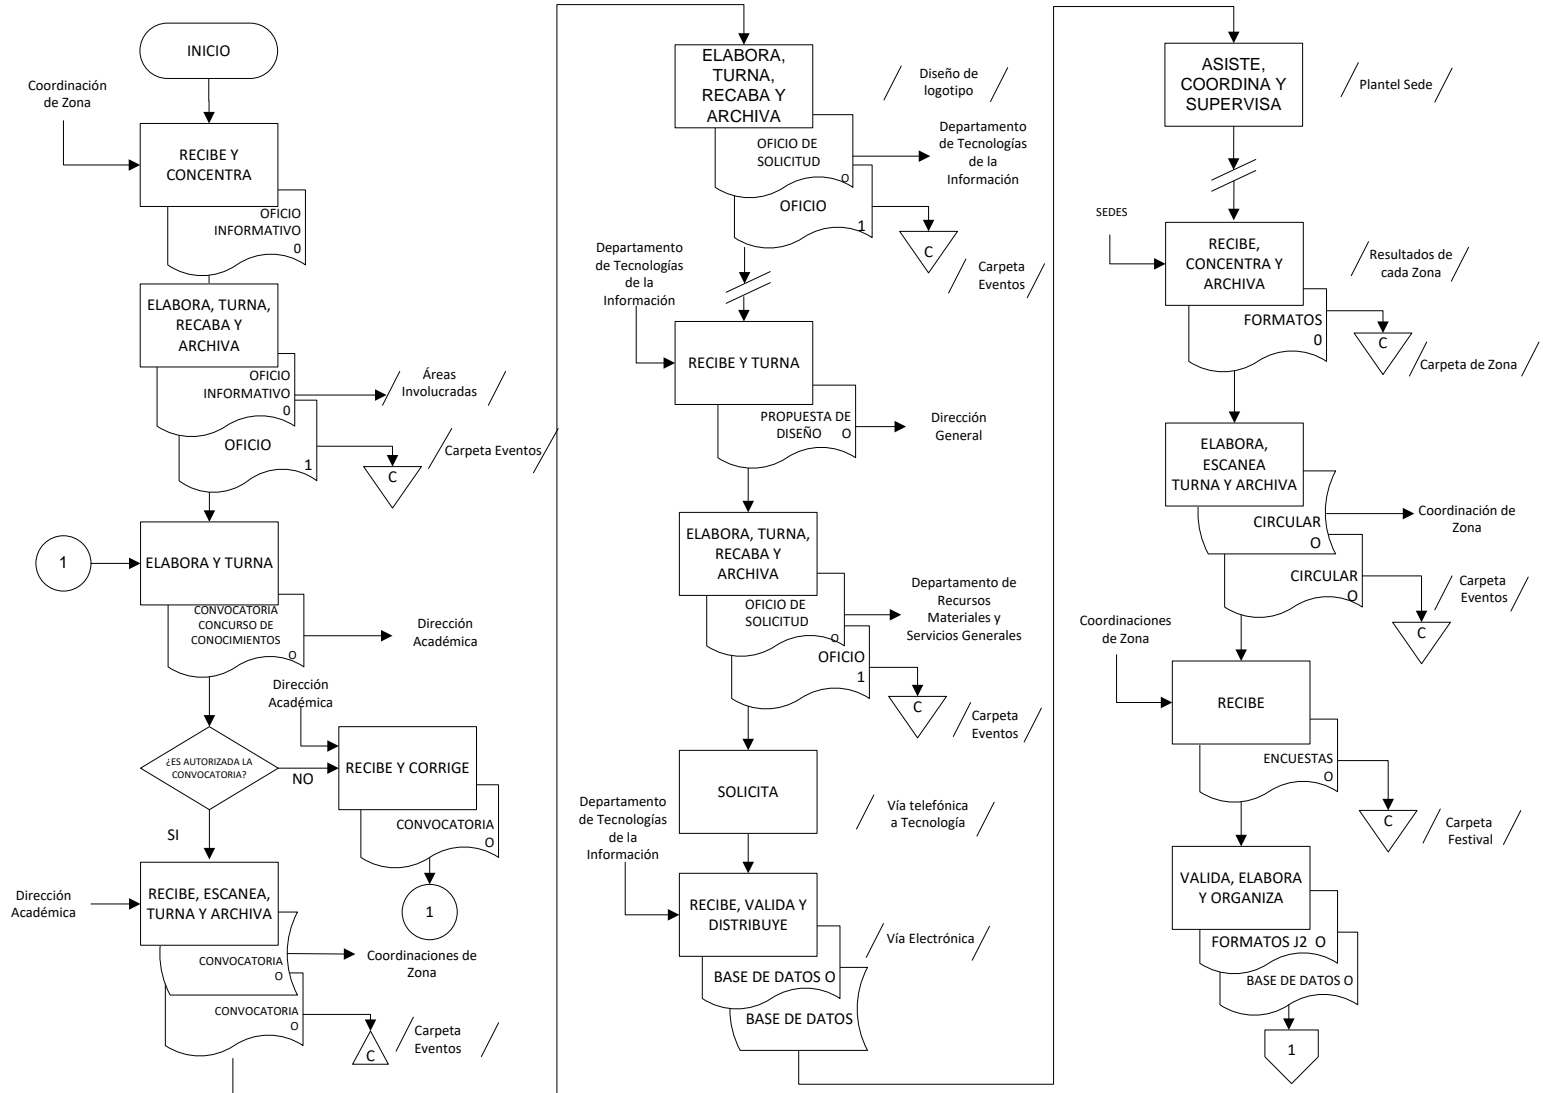 INICIO
Coordinación
de Zona
RECIBE Y
CONCENTRA
OFICIO
INFORMATIVO
0
ELABORA, TURNA,
RECABA Y
ARCHIVA
OFICIO
INFORMATIVO
0
Áreas
Involucradas
OFICIO
1
C
Carpeta Eventos
1
ELABORA Y TURNA
CONVOCATORIA
CONCURSO DE
CONOCIMIENTOS
O
Dirección
Académica
¿ES AUTORIZADA LA
CONVOCATORIA?
NO
SI
Dirección
Académica
RECIBE Y CORRIGE
CONVOCATORIA
O
1
Dirección
Académica
RECIBE, ESCANEA,
TURNA Y ARCHIVA
CONVOCATORIA
O
Coordinaciones de
Zona
CONVOCATORIA
O
C
Carpeta
Eventos
ELABORA,
TURNA,
RECABA Y
ARCHIVA
Diseño de
logotipo
OFICIO DE
SOLICITUD
O
Departamento
de Tecnologías
de la
Información
OFICIO
1
C
Carpeta
Eventos
Departamento
de Tecnologías
de la
Información
RECIBE Y TURNA
PROPUESTA DE
DISEÑO O
Dirección
General
ELABORA, TURNA,
RECABA Y
ARCHIVA
OFICIO DE
SOLICITUD
O
Departamento de
Recursos
Materiales y
Servicios Generales
OFICIO
1
C
Carpeta
Eventos
SOLICITA
Vía telefónica
a Tecnología
Departamento
de Tecnologías
de la
Información
RECIBE, VALIDA Y
DISTRIBUYE
Vía Electrónica
BASE DE DATOS O
BASE DE DATOS
ASISTE,
COORDINA Y
SUPERVISA
Plantel Sede
SEDES
RECIBE,
CONCENTRA Y
ARCHIVA
Resultados de
cada Zona
FORMATOS
0
C
Carpeta de Zona
ELABORA,
ESCANEA
TURNA Y ARCHIVA
CIRCULAR
O
Coordinación de
Zona
CIRCULAR
O
C
Carpeta
Eventos
Coordinaciones
de Zona
RECIBE
ENCUESTAS
O
C
Carpeta
Festival
VALIDA, ELABORA
Y ORGANIZA
FORMATOS J2 O
BASE DE DATOS O
1